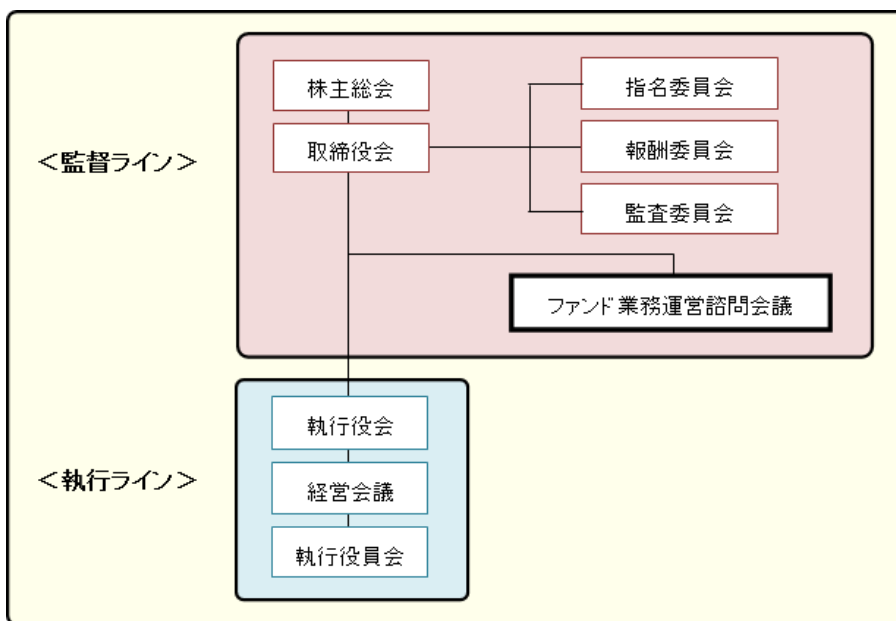 ＜監督ライン＞
株主総会
取締役会
指名委員会
報酬委員会
監査委員会
ファンド業務運営諮問会議
＜執行ライン＞
執行役会
経営会議
執行役員会